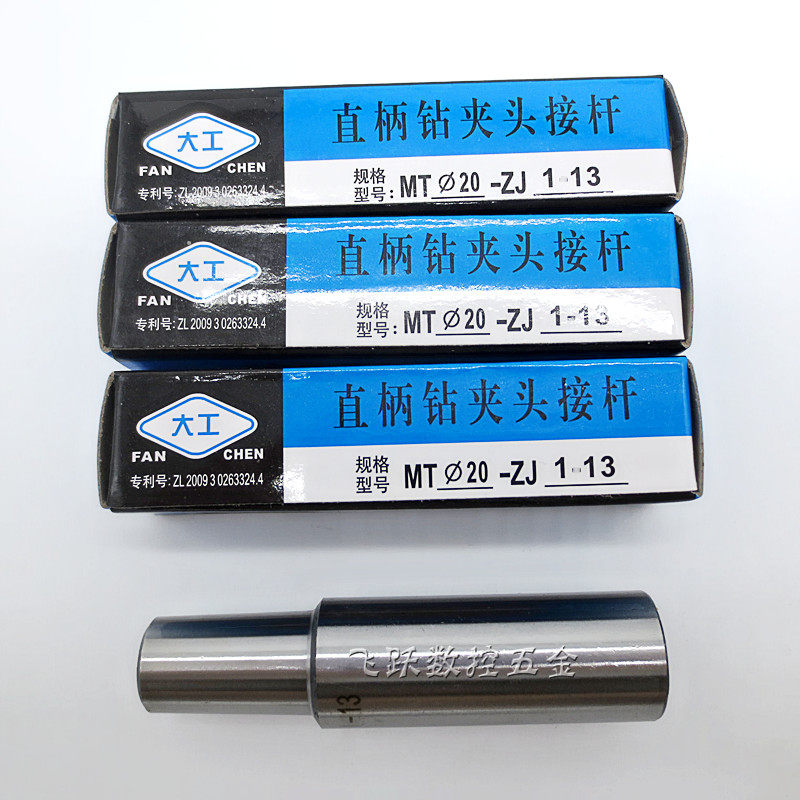 大工
FAN CHEN
专利号: ZL 2009 3 0263324.4
直柄钻夹头接杆
规格
型号: MT Ø20 -ZJ 1-13
大工
FAN CHEN
专利号: ZL 2009 3 0263324.4
直柄钻夹头接杆
规格
型号: MT Ø20 -ZJ 1-13
大工
FAN CHEN
专利号: ZL 2009 3 0263324.4
直柄钻夹头接杆
规格
型号 MT Ø20 -ZJ 1-13
飞跃数控五金
-13